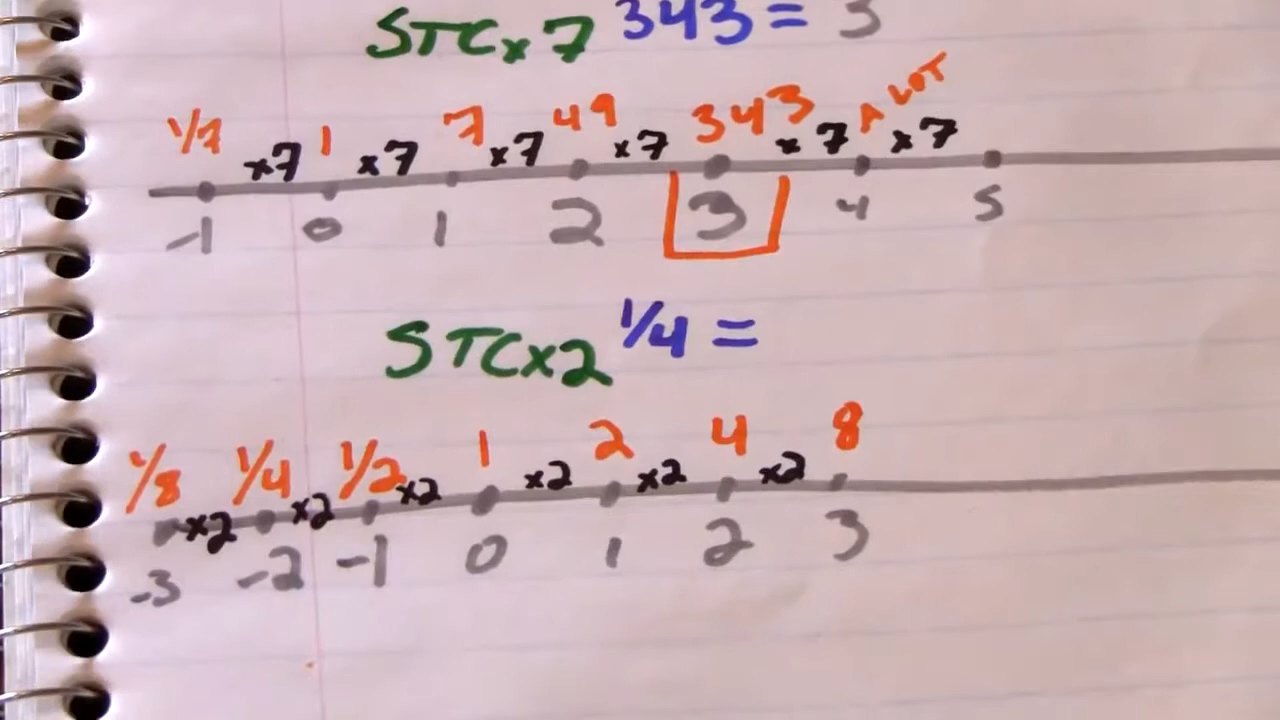 STCx7 343 = 3
1/7 1 7 49 343 A LOT
x7 x7 x7 x7 x7 x7
-1 0 1 2 3 4 5
STCx2 1/4 =
1/8 1/4 1/2 1 2 4 8
x2 x2 x2 x2 x2 x2
-3 -2 -1 0 1 2 3